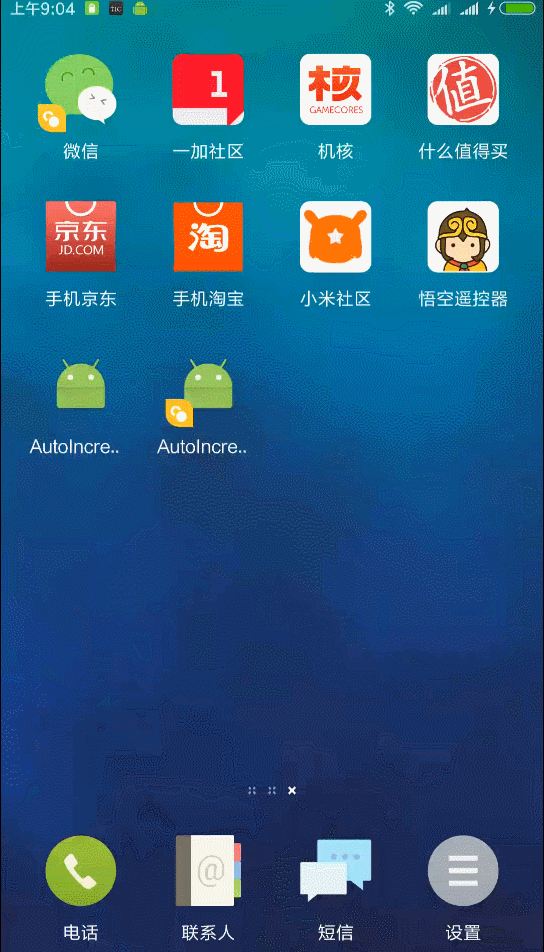 上午9:04
1
核
GAMECORES
值
微信
一加社区
机核
什么值得买
京东
JD.COM
淘
手机京东
手机淘宝
小米社区
悟空遥控器
AutoIncre..
AutoIncre..
@
电话
联系人
短信
设置